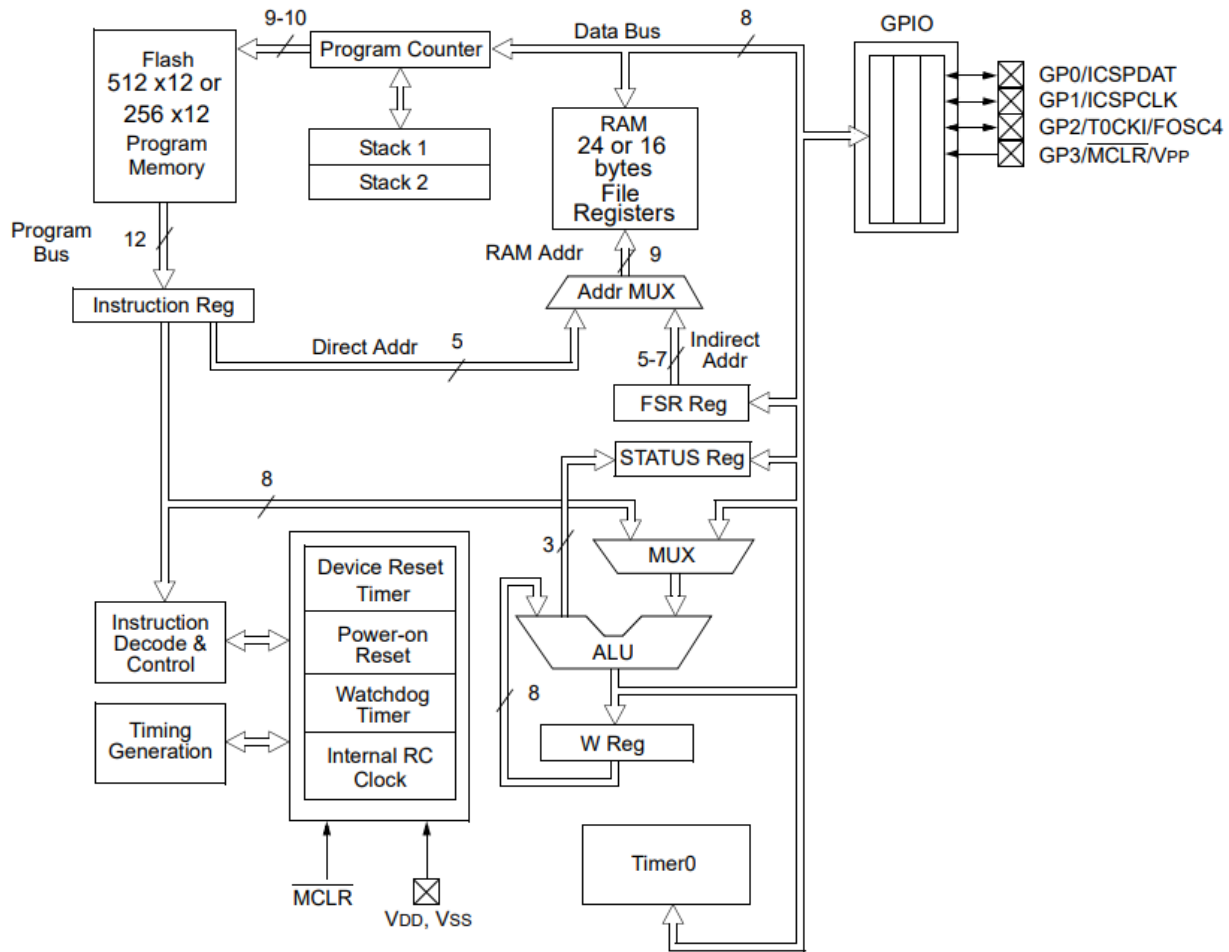 9-10
Data Bus
8
GPIO
Flash
512 x12 or
256 x12
Program
Memory
Program Counter
GP0/ICSPDAT
GP1/ICSPCLK
GP2/T0CKI/FOSC4
GP3/MCLR/VPP
RAM
24 or 16
bytes
File
Registers
Stack 1
Stack 2
Program
Bus
12
RAM Addr
9
Instruction Reg
Addr MUX
Direct Addr
5
5-7
Indirect
Addr
FSR Reg
STATUS Reg
8
3
MUX
Device Reset
Timer
Instruction
Decode &
Control
Power-on
Reset
ALU
Watchdog
Timer
8
Timing
Generation
Internal RC
Clock
W Reg
Timer0
MCLR
VDD, VSS